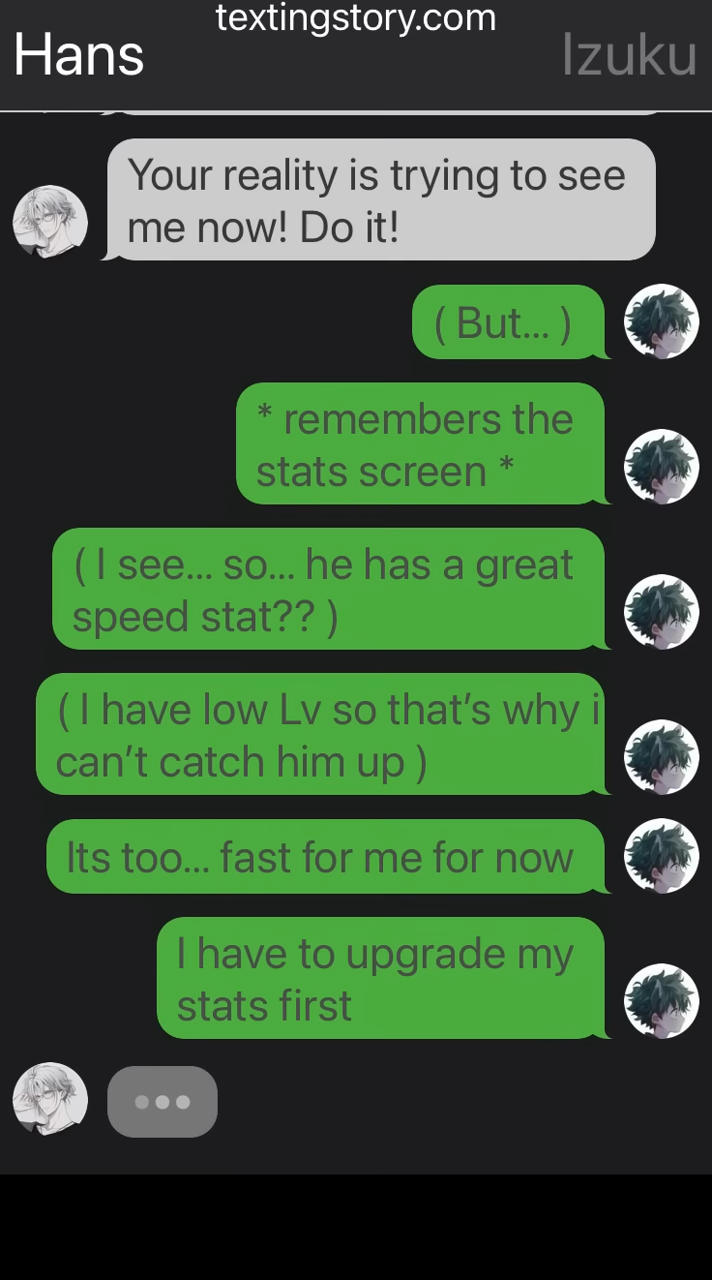 textingstory.com
Hans
Izuku
Your reality is trying to see
me now! Do it!
( But... )
* remembers the
stats screen *
( I see... so... he has a great
speed stat?? )
( I have low Lv so that’s why i
can’t catch him up )
Its too... fast for me for now
I have to upgrade my
stats first